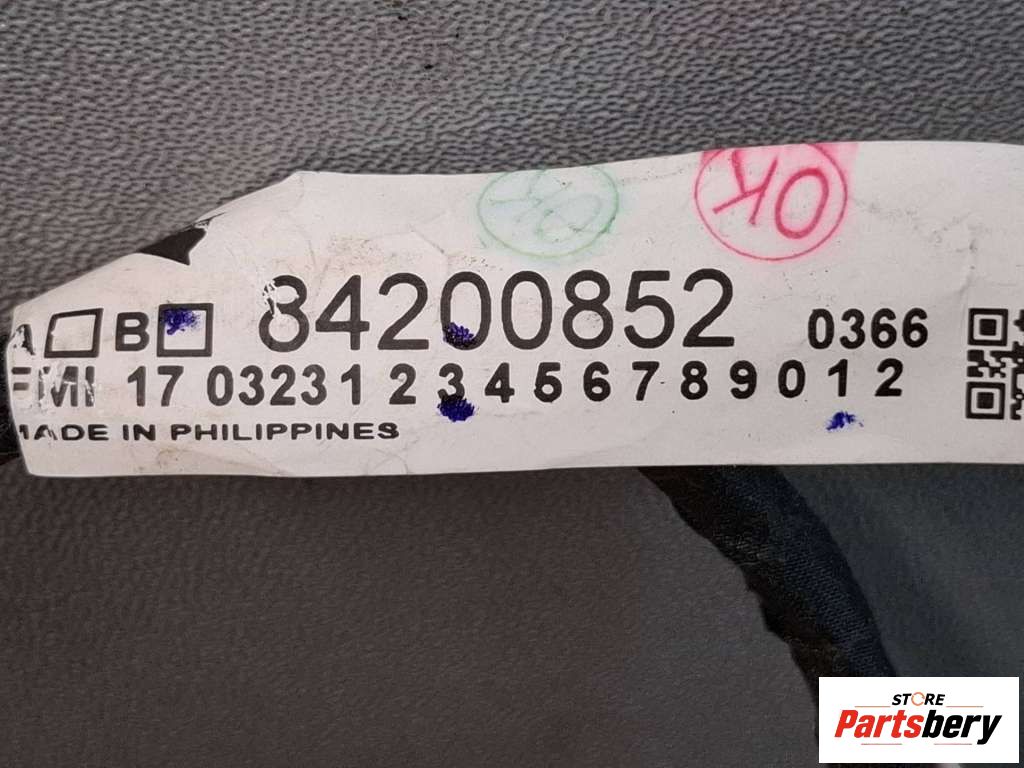 OK
OK
A B 84200852 0366
EMI 17 0323 1 2 3 4 5 6 7 8 9 0 1 2
MADE IN PHILIPPINES
STORE
Partsbery